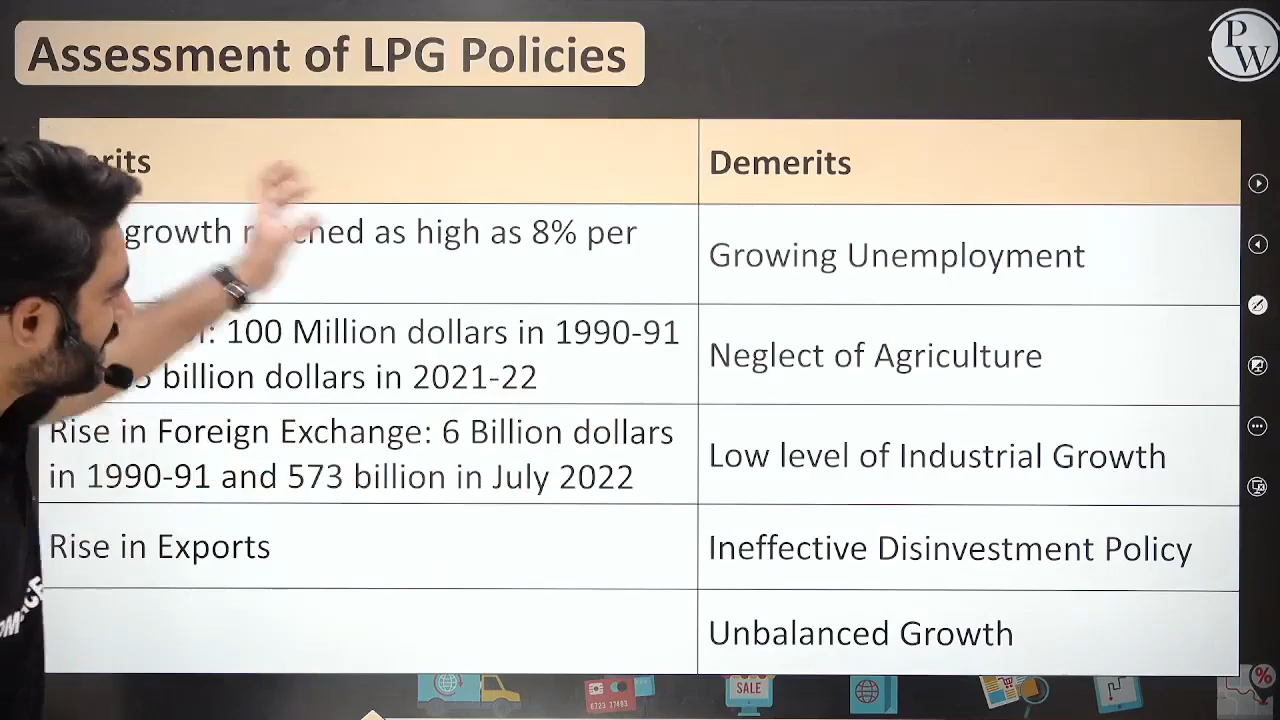 Assessment of LPG Policies
PW
rits
Demerits
growth as high as 8% per
Growing Unemployment
: 100 Million dollars in 1990-91
billion dollars in 2021-22
Neglect of Agriculture
Rise in Foreign Exchange: 6 Billion dollars
in 1990-91 and 573 billion in July 2022
Low level of Industrial Growth
Rise in Exports
Ineffective Disinvestment Policy
Unbalanced Growth
SALE
%